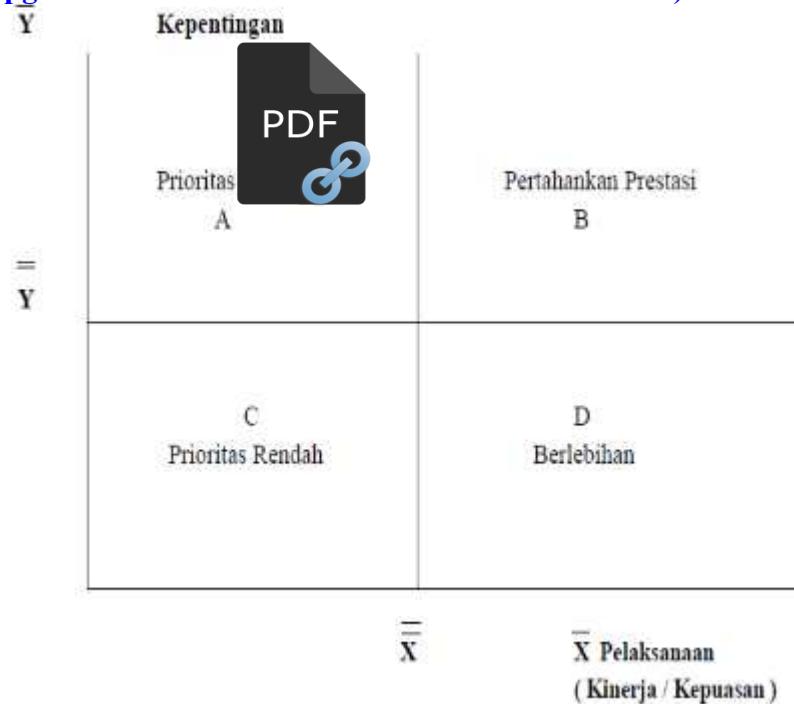 Y Kepentingan
PDF
Prioritas
A
Pertahankan Prestasi
B
Y
C
Prioritas Rendah
D
Berlebihan
X
X Pelaksanaan
( Kinerja / Kepuasan )